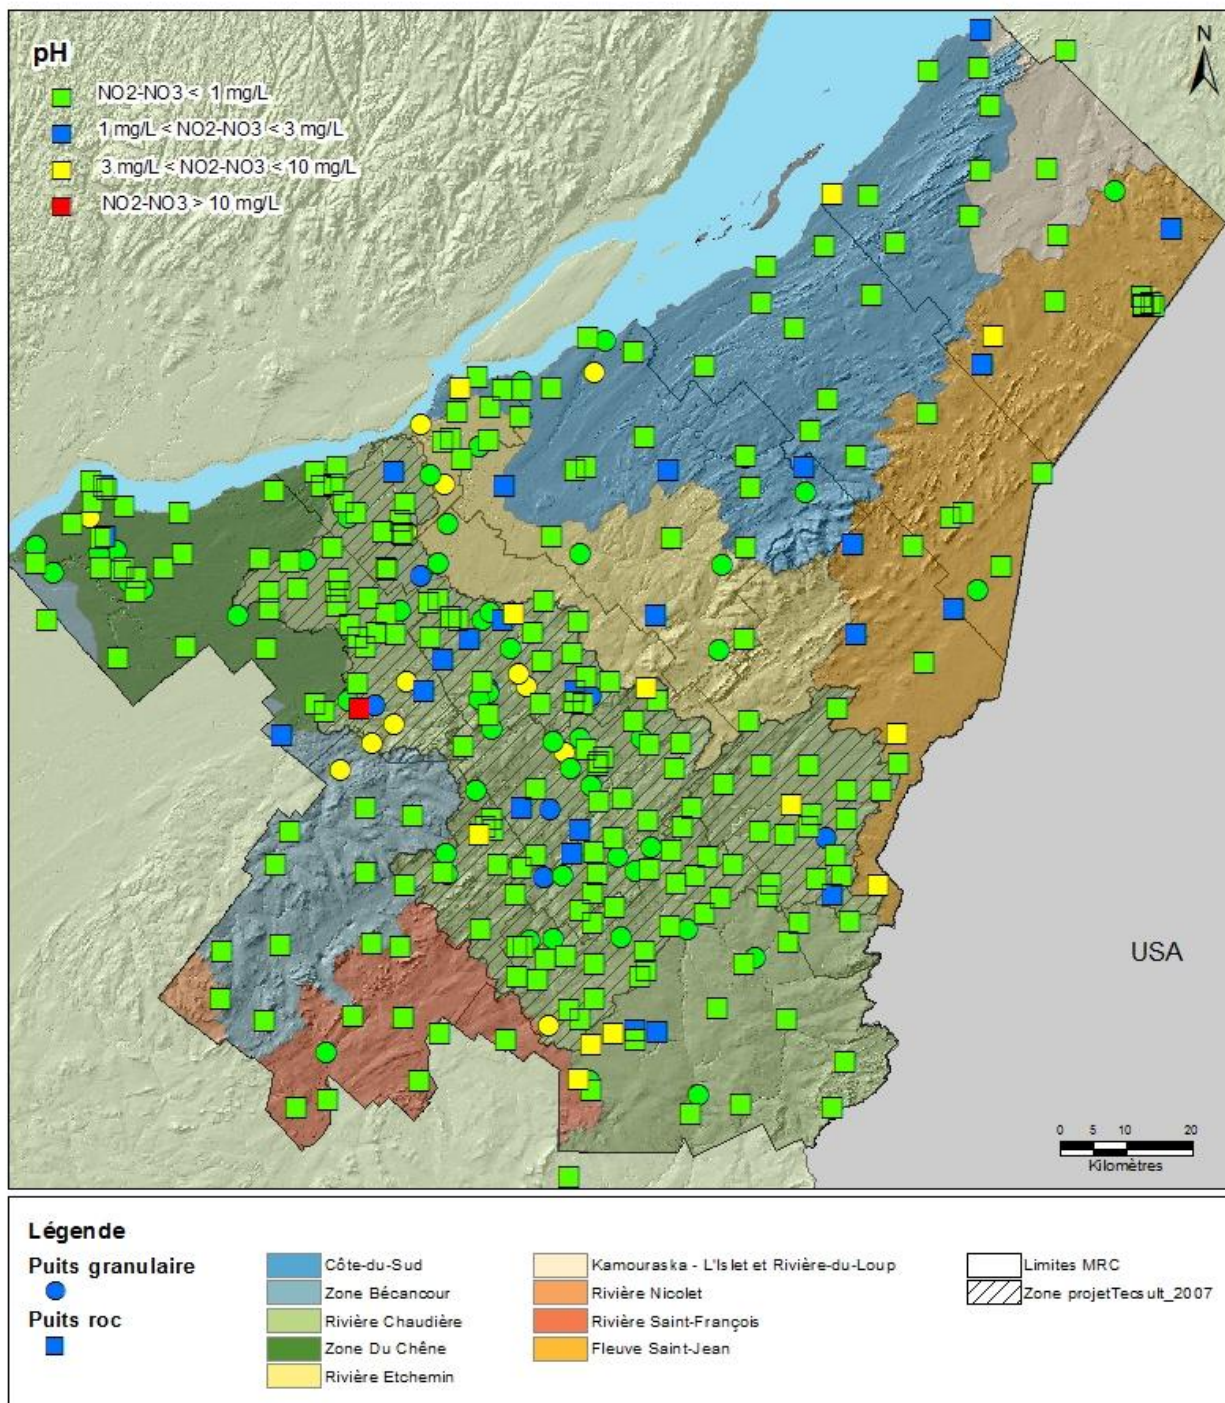 pH
NO2-NO3 < 1 mg/L
1 mg/L < NO2-NO3 < 3 mg/L
3 mg/L < NO2-NO3 < 10 mg/L
NO2-NO3 > 10 mg/L
N
USA
0 5 10 20
Kilomètres
Légende
Puits granulaire
Puits roc
Côte-du-Sud
Zone Bécancour
Rivière Chaudière
Zone Du Chêne
Rivière Etchemin
Kamouraska - L'Islet et Rivière-du-Loup
Rivière Nicolet
Rivière Saint-François
Fleuve Saint-Jean
Limites MRC
Zone projetTecsult_2007